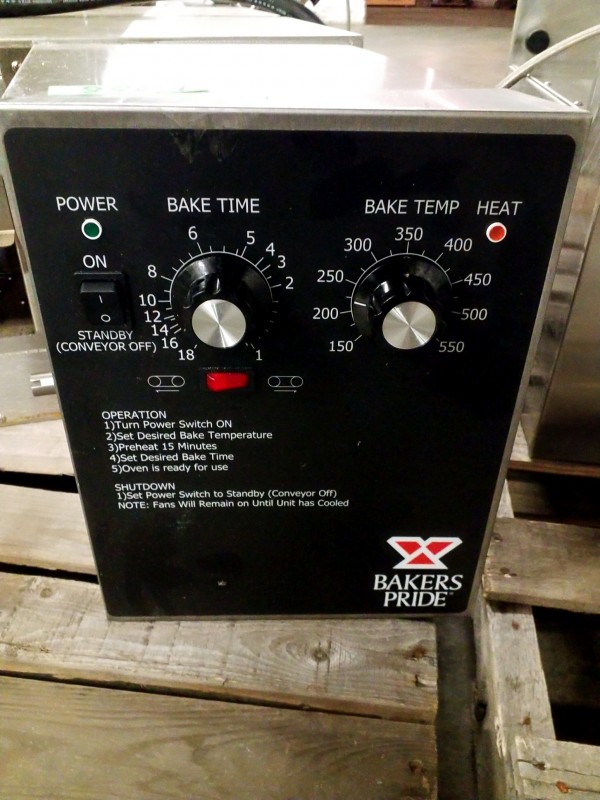 POWER
BAKE TIME
BAKE TEMP
HEAT
ON
6
5
4
3
2
8
10
12
14
16
18
1
350
300
400
250
450
200
500
150
550
I
O
STANDBY
(CONVEYOR OFF)
OPERATION
1)Turn Power Switch ON
2)Set Desired Bake Temperature
3)Preheat 15 Minutes
4)Set Desired Bake Time
5)Oven is ready for use
SHUTDOWN
1)Set Power Switch to Standby (Conveyor Off)
NOTE: Fans Will Remain on Until Unit has Cooled
BAKERS
PRIDE®